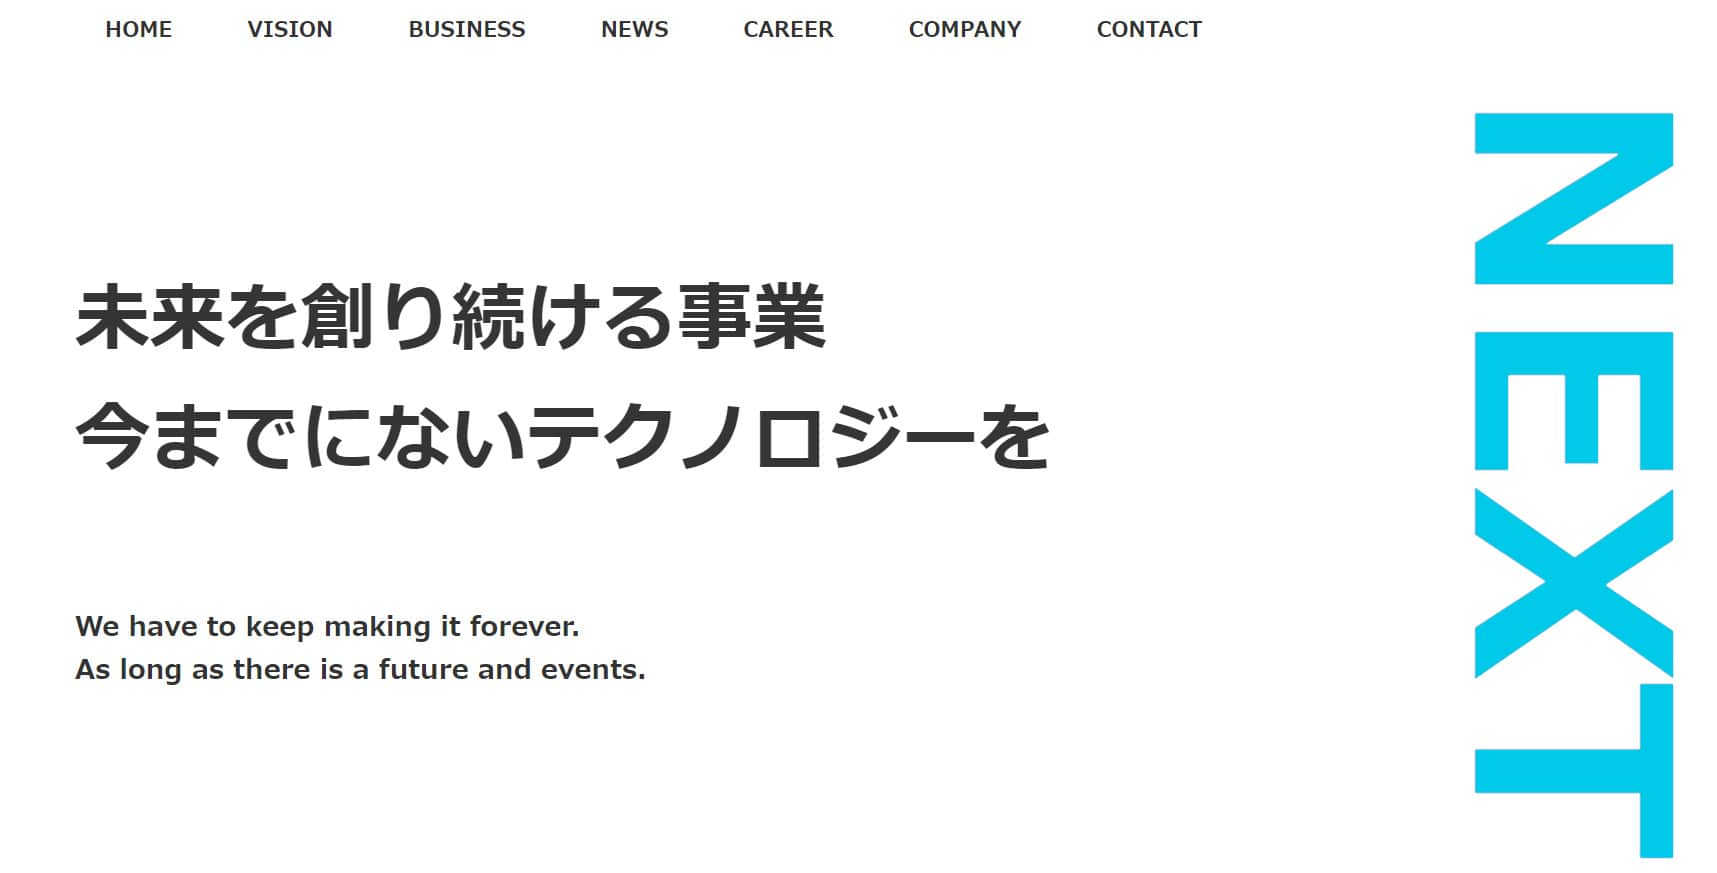 HOME VISION BUSINESS NEWS CAREER COMPANY CONTACT
未来を創り続ける事業
今までにないテクノロジーを
We have to keep making it forever.
As long as there is a future and events.
NEXT